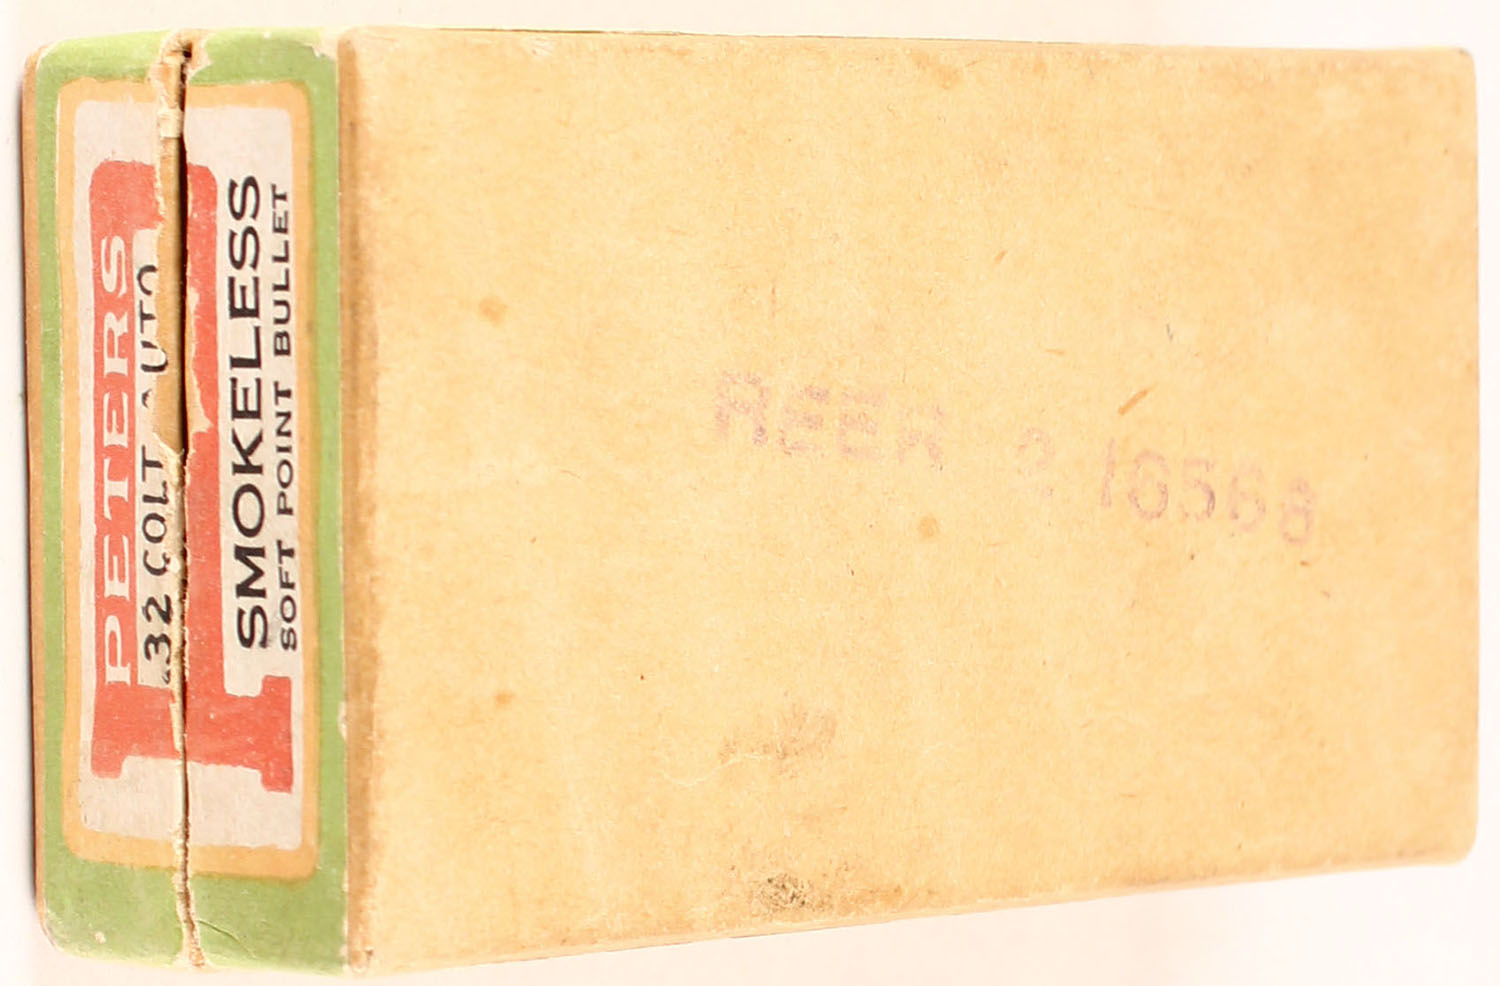 PETERS
.32 COLT AUTO
SMOKELESS
SOFT POINT BULLET